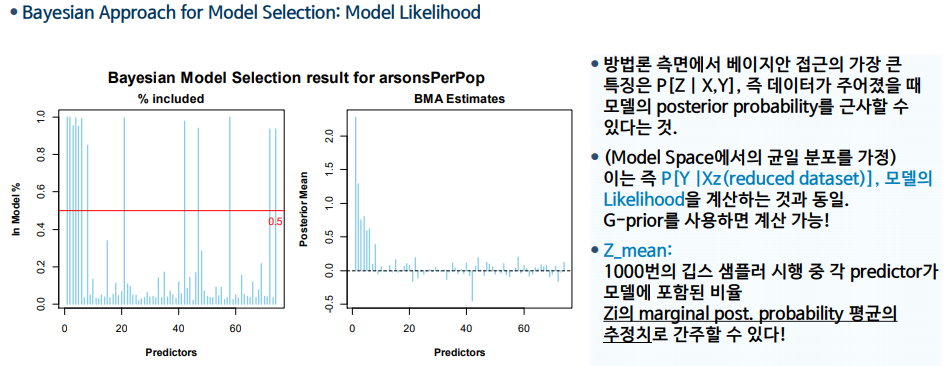 • Bayesian Approach for Model Selection: Model Likelihood
Bayesian Model Selection result for arsonsPerPop
% included
BMA Estimates
In Model %
0.0
0.2
0.4
0.6
0.8
1.0
0.5
0
20
40
60
Predictors
Posterior Mean
-0.5
0.0
0.5
1.0
1.5
2.0
0
20
40
60
Predictors
• 방법론 측면에서 베이지안 접근의 가장 큰
특징은 P[Z | X,Y], 즉 데이터가 주어졌을 때
모델의 posterior probability를 근사할 수
있다는 것.
• (Model Space에서의 균일 분포를 가정)
이는 즉 P[Y |Xz(reduced dataset)], 모델의
Likelihood을 계산하는 것과 동일.
G-prior를 사용하면 계산 가능!
• Z_mean:
1000번의 깁스 샘플러 시행 중 각 predictor가
모델에 포함된 비율
Zi의 marginal post. probability 평균의
추정치로 간주할 수 있다!